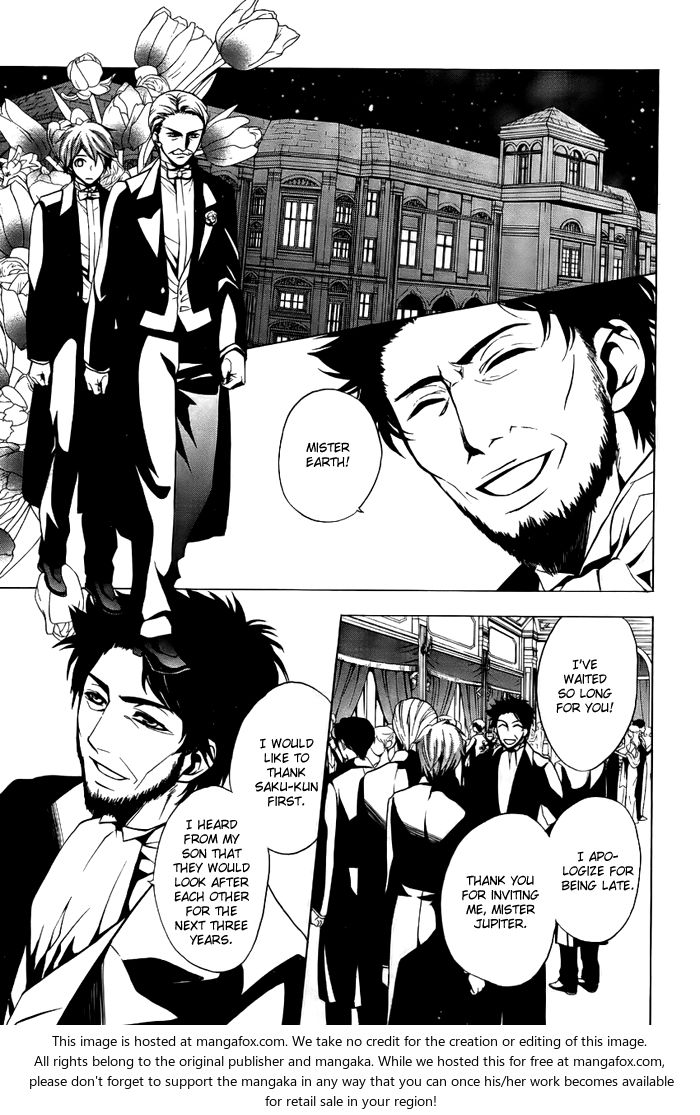 MISTER
EARTH!
I'VE
WAITED
SO LONG
FOR YOU!
I APO-
LOGIZE FOR
BEING LATE.
THANK YOU
FOR INVITING
ME, MISTER
JUPITER.
I WOULD
LIKE TO
THANK
SAKU-KUN
FIRST.
I HEARD
FROM MY
SON THAT
THEY WOULD
LOOK AFTER
EACH OTHER
FOR THE
NEXT THREE
YEARS.
This image is hosted at mangafox.com. We take no credit for the creation or editing of this image.
All rights belong to the original publisher and mangaka. While we hosted this for free at mangafox.com,
please don't forget to support the mangaka in any way that you can once his/her work becomes available
for retail sale in your region!